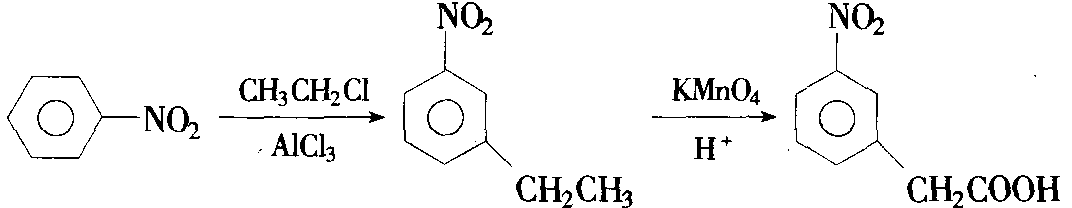 NO₂
CH₃CH₂Cl
AlCl₃
NO₂
CH₂CH₃
KMnO₄
H⁺
NO₂
CH₂COOH